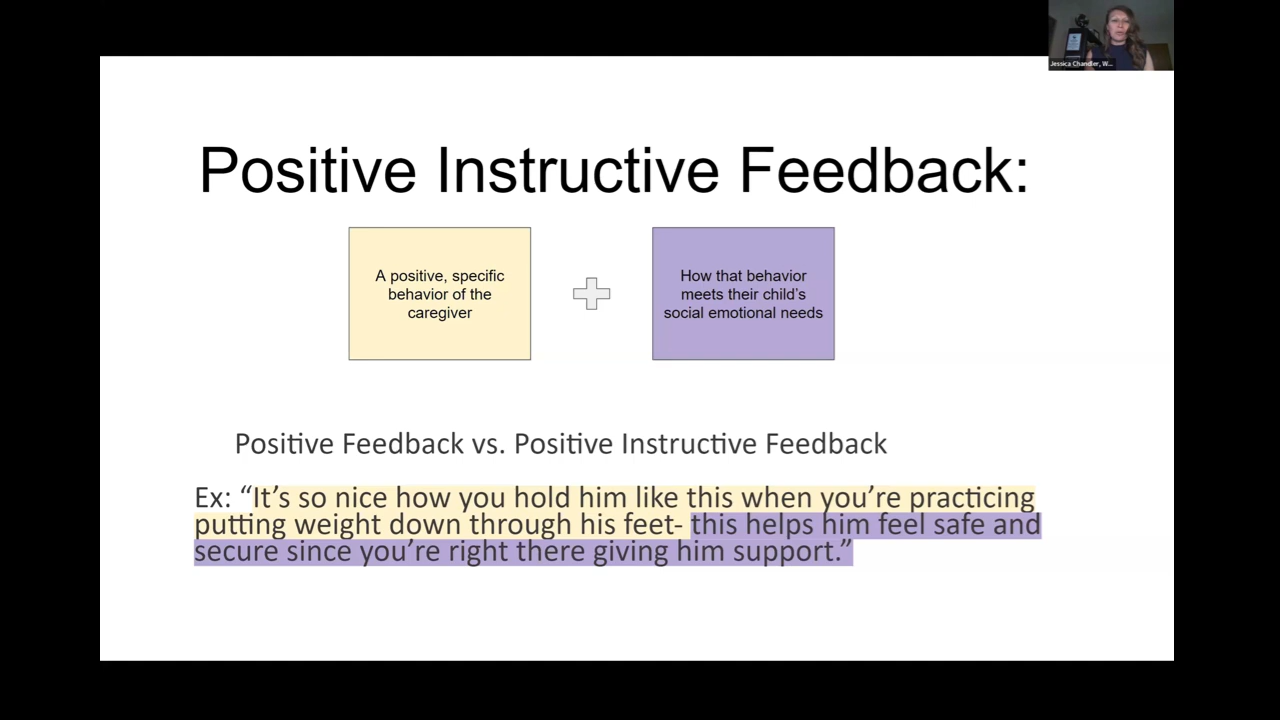 Jessica Chandler, W...
Positive Instructive Feedback:
A positive, specific
behavior of the
caregiver
How that behavior
meets their child's
social emotional needs
Positive Feedback vs. Positive Instructive Feedback
Ex: “It's so nice how you hold him like this when you're practicing
putting weight down through his feet- this helps him feel safe and
secure since you're right there giving him support.”